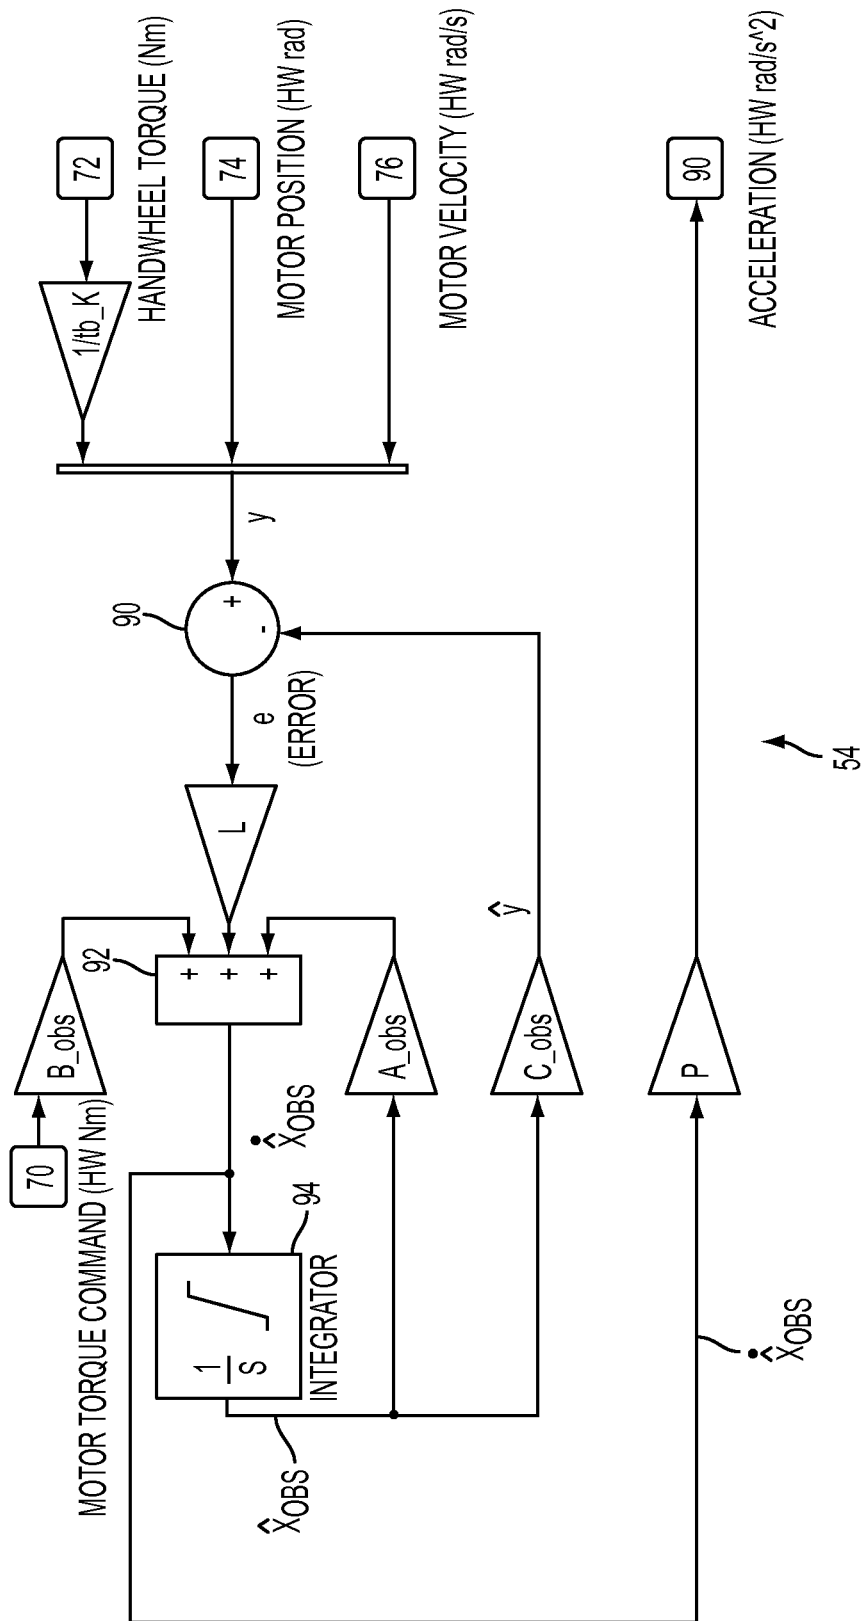 72
1/tb_K
HANDWHEEL TORQUE (Nm)
74
MOTOR POSITION (HW rad)
76
MOTOR VELOCITY (HW rad/s)
y
90
+
-
e
(ERROR)
L
70
MOTOR TORQUE COMMAND (HW Nm)
B_obs
92
+
+
+
A_obs
C_obs
ŷ
ẋ̂OBS
94
1
S
INTEGRATOR
x̂OBS
P
ẋ̂OBS
90
ACCELERATION (HW rad/s^2)
54